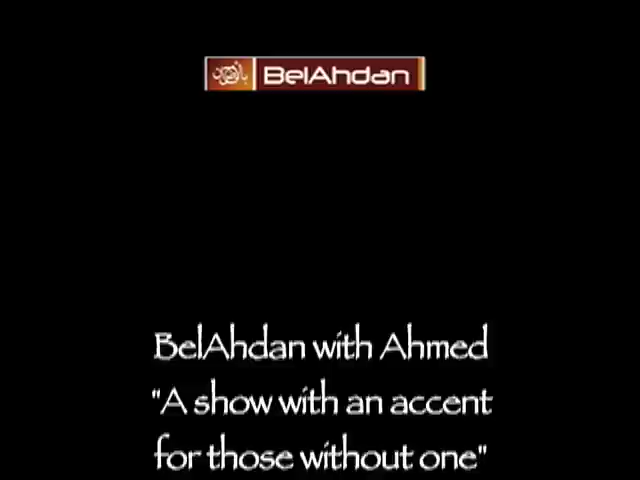 BelAhdan
BelAhdan with Ahmed
"A show with an accent
for those without one"